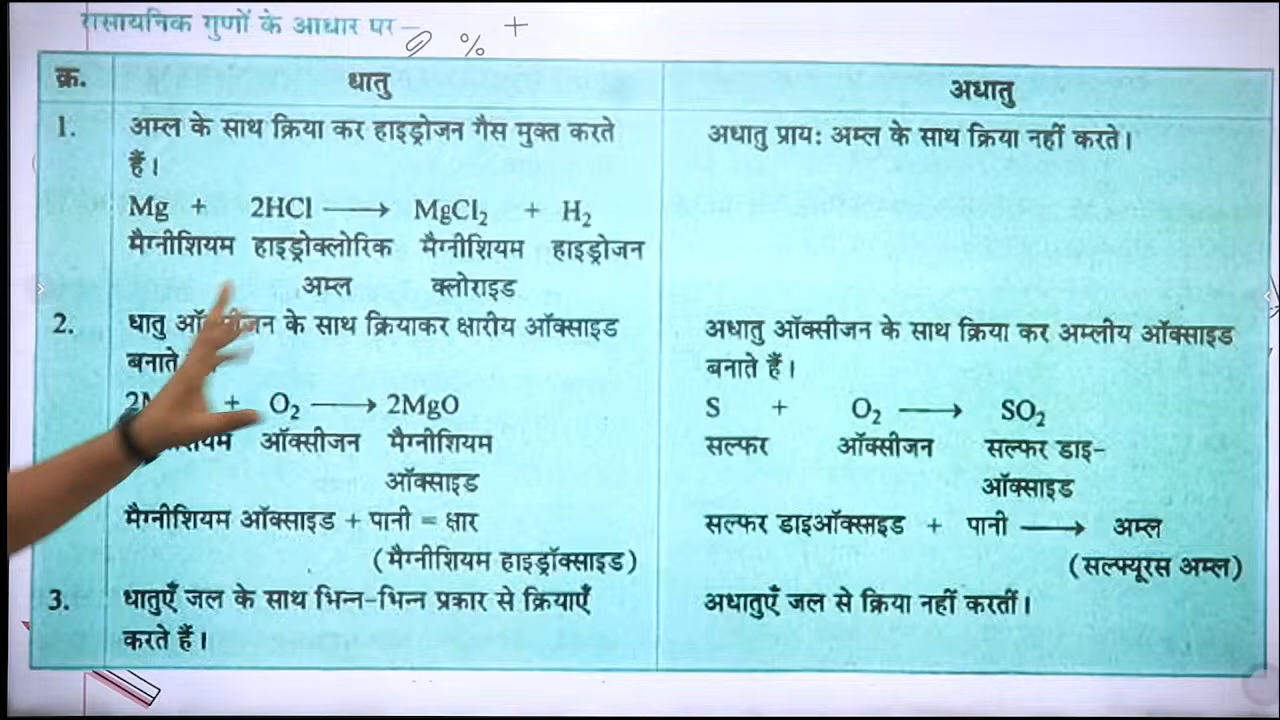 रासायनिक गुणों के आधार पर–
% +
क्र. धातु अधातु
1. अम्ल के साथ क्रिया कर हाइड्रोजन गैस मुक्त करते
हैं।
Mg + 2HCl ⟶ MgCl₂ + H₂
मैग्नीशियम हाइड्रोक्लोरिक मैग्नीशियम हाइड्रोजन
अम्ल क्लोराइड
अधातु प्रायः अम्ल के साथ क्रिया नहीं करते।
2. धातु ऑक्सीजन के साथ क्रियाकर क्षारीय ऑक्साइड
बनाते
+ O₂ ⟶ 2MgO
ऑक्सीजन मैग्नीशियम
ऑक्साइड
मैग्नीशियम ऑक्साइड + पानी = क्षार
(मैग्नीशियम हाइड्रॉक्साइड)
अधातु ऑक्सीजन के साथ क्रिया कर अम्लीय ऑक्साइड
बनाते हैं।
S + O₂ ⟶ SO₂
सल्फर ऑक्सीजन सल्फर डाइ-
ऑक्साइड
सल्फर डाइऑक्साइड + पानी ⟶ अम्ल
(सल्फ्यूरस अम्ल)
3. धातुएँ जल के साथ भिन्न-भिन्न प्रकार से क्रियाएँ
करते हैं।
अधातुएँ जल से क्रिया नहीं करतीं।